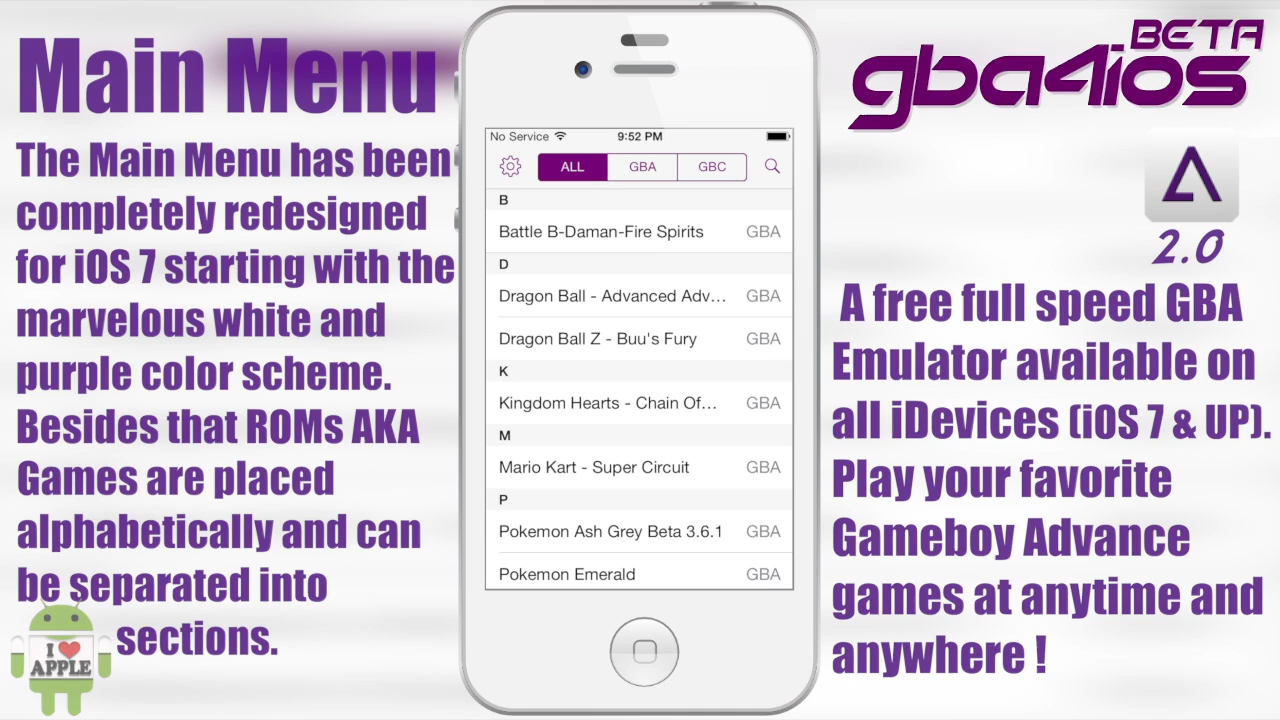 Main Menu
The Main Menu has been
completely redesigned
for iOS 7 starting with the
marvelous white and
purple color scheme.
Besides that ROMs AKA
Games are placed
alphabetically and can
be separated into
sections.
I ❤ APPLE
No Service 9:52 PM
ALL GBA GBC
B
Battle B-Daman-Fire Spirits GBA
D
Dragon Ball - Advanced Adv... GBA
Dragon Ball Z - Buu's Fury GBA
K
Kingdom Hearts - Chain Of... GBA
M
Mario Kart - Super Circuit GBA
P
Pokemon Ash Grey Beta 3.6.1 GBA
Pokemon Emerald GBA
BETA
gba4ios
2.0
A free full speed GBA
Emulator available on
all iDevices (iOS 7 & UP).
Play your favorite
Gameboy Advance
games at anytime and
anywhere !